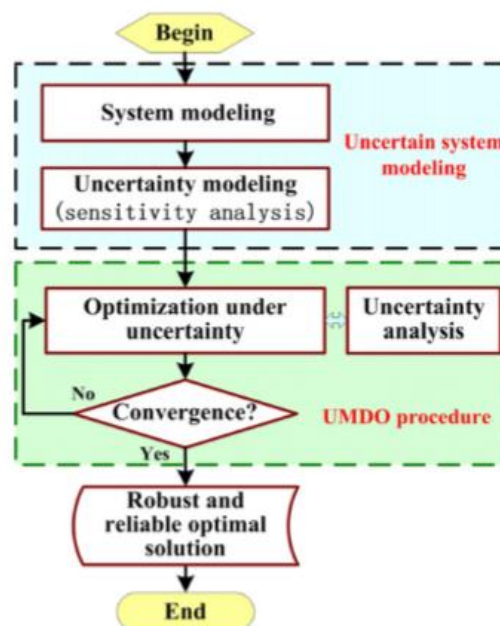 Begin
System modeling
Uncertain system
modeling
Uncertainty modeling
(sensitivity analysis)
Optimization under
uncertainty
Uncertainty
analysis
No
Convergence?
UMDO procedure
Yes
Robust and
reliable optimal
solution
End